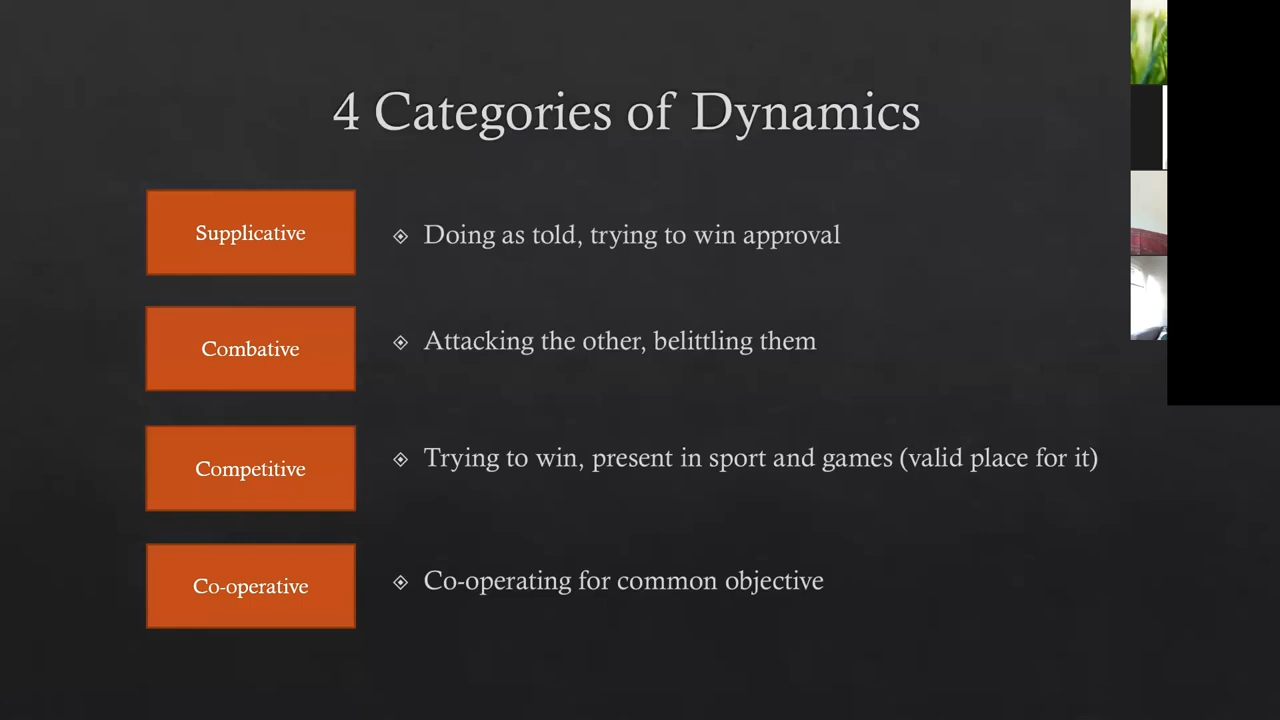 4 Categories of Dynamics
Supplicative
Doing as told, trying to win approval
Combative
Attacking the other, belittling them
Competitive
Trying to win, present in sport and games (valid place for it)
Co-operative
Co-operating for common objective